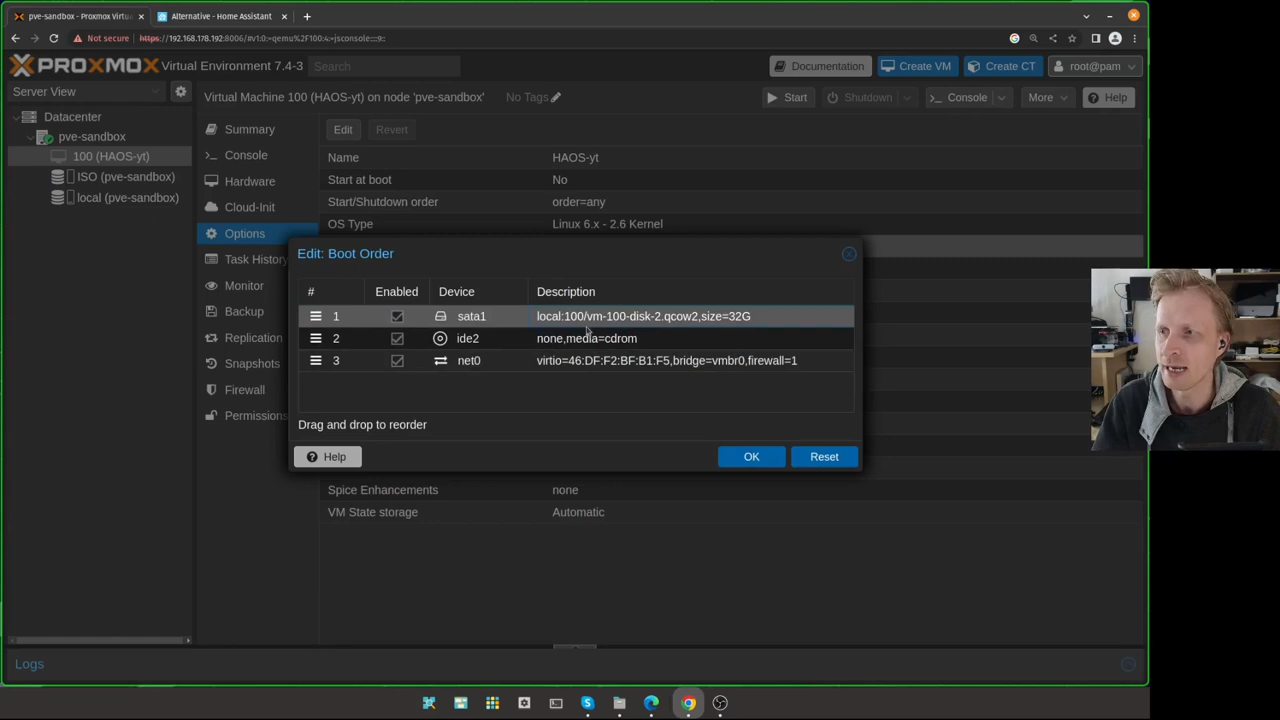 pve-sandbox - Proxmox Virtu
Alternative - Home Assistant
Not secure
https://192.168.178.192:8006/#v1:0:=qemu%2F100:4:=jsconsole:::9::
PROXMOX Virtual Environment 7.4-3
Search
Documentation
Create VM
Create CT
root@pam
Server View
Virtual Machine 100 (HAOS-yt) on node 'pve-sandbox'
No Tags
Start
Shutdown
Console
More
Help
Datacenter
pve-sandbox
100 (HAOS-yt)
ISO (pve-sandbox)
local (pve-sandbox)
Summary
Console
Hardware
Cloud-Init
Options
Task History
Monitor
Backup
Replication
Snapshots
Firewall
Permissions
Edit
Revert
Name HAOS-yt
Start at boot No
Start/Shutdown order order=any
OS Type Linux 6.x - 2.6 Kernel
Edit: Boot Order
# Enabled Device Description
1 sata1 local:100/vm-100-disk-2.qcow2,size=32G
2 ide2 none,media=cdrom
3 net0 virtio=46:DF:F2:BF:B1:F5,bridge=vmbr0,firewall=1
Drag and drop to reorder
Help
OK
Reset
Spice Enhancements none
VM State storage Automatic
Logs